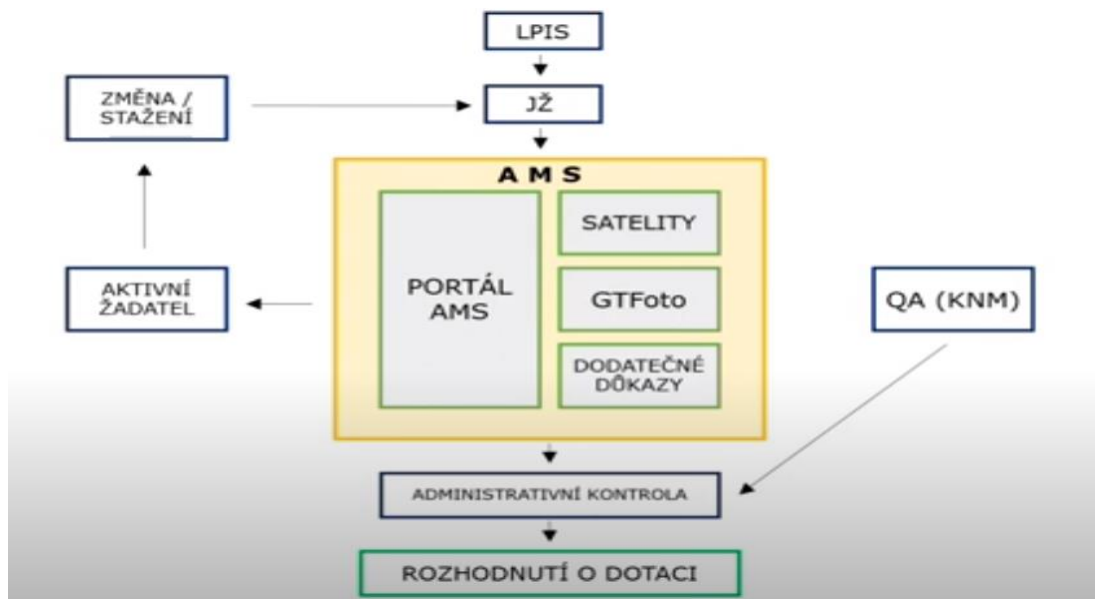 LPIS
ZMĚNA /
STAŽENÍ
JŽ
A M S
PORTÁL
AMS
SATELITY
GTFoto
DODATEČNÉ
DŮKAZY
AKTIVNÍ
ŽADATEL
QA (KNM)
ADMINISTRATIVNÍ KONTROLA
ROZHODNUTÍ O DOTACI